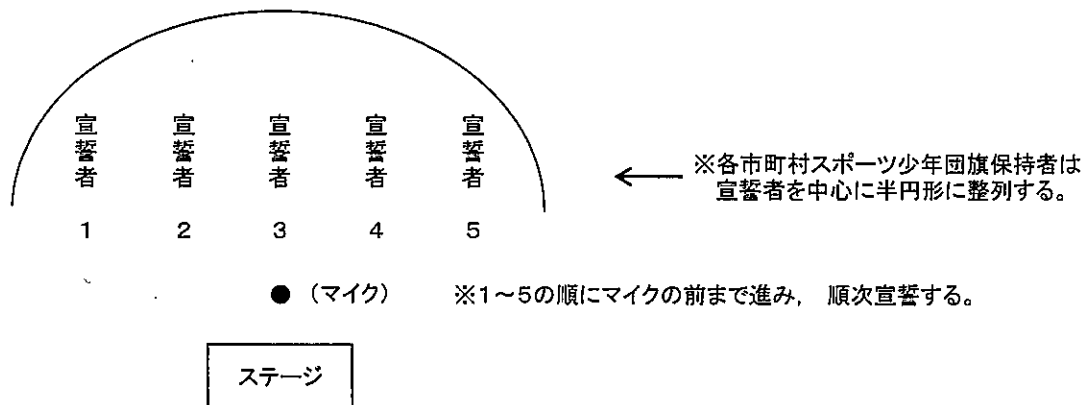 宣誓者
宣誓者
宣誓者
宣誓者
宣誓者
※各市町村スポーツ少年団旗保持者は
宣誓者を中心に半円形に整列する。
1 2 3 4 5
●（マイク） ※1～5の順にマイクの前まで進み， 順次宣誓する。
ステージ